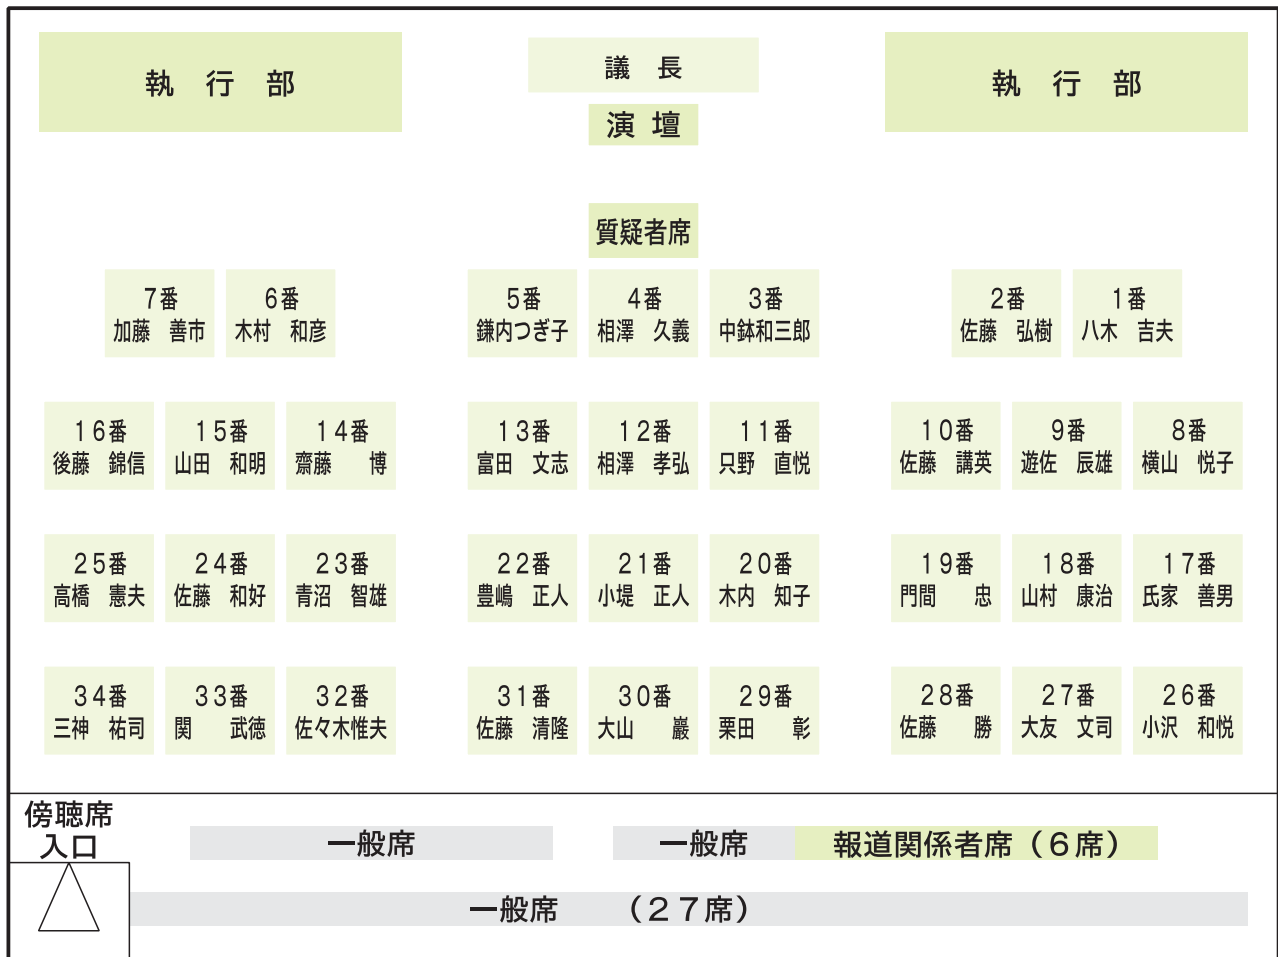 執　行　部
議　長
執　行　部
演 壇
質疑者席
７番
加藤　善市
６番
木村　和彦
５番
鎌内つぎ子
４番
相澤　久義
３番
中鉢和三郎
２番
佐藤　弘樹
１番
八木　吉夫
１６番
後藤　錦信
１５番
山田　和明
１４番
齋藤　　博
１３番
富田　文志
１２番
相澤　孝弘
１１番
只野　直悦
１０番
佐藤　講英
９番
遊佐　辰雄
８番
横山　悦子
２５番
高橋　憲夫
２４番
佐藤　和好
２３番
青沼　智雄
２２番
豊嶋　正人
２１番
小堤　正人
２０番
木内　知子
１９番
門間　　忠
１８番
山村　康治
１７番
氏家　善男
３４番
三神　祐司
３３番
関　　武徳
３２番
佐々木惟夫
３１番
佐藤　清隆
３０番
大山　　巖
２９番
栗田　　彰
２８番
佐藤　　勝
２７番
大友　文司
２６番
小沢　和悦
傍聴席
入口
一般席
一般席
報道関係者席（６席）
一般席　　（２７席）